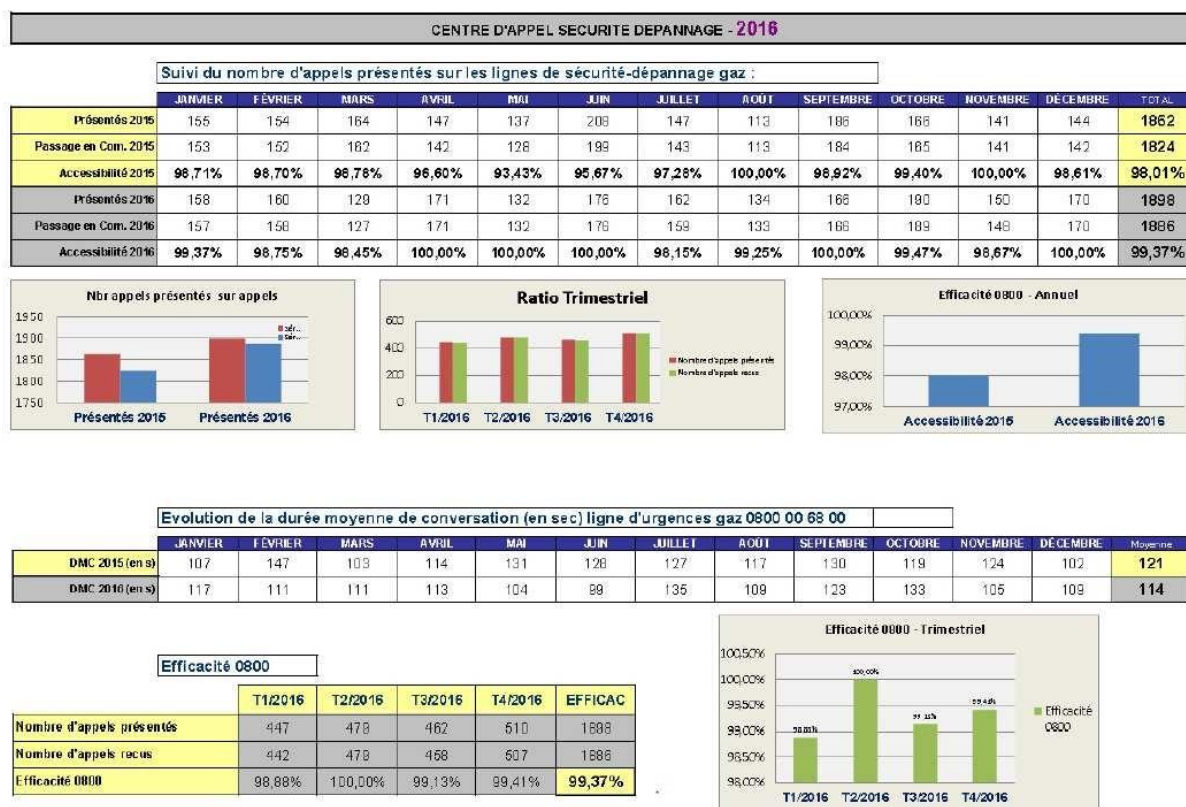 CENTRE D'APPEL SECURITE DEPANNAGE - 2016
Suivi du nombre d'appels présentés sur les lignes de sécurité-dépannage gaz :
JANVIER FÉVRIER MARS AVRIL MAI JUIN JUILLET AOÛT SEPTEMBRE OCTOBRE NOVEMBRE DÉCEMBRE TOTAL
Présentés 2015 155 154 164 147 137 208 147 113 186 166 141 144 1862
Passage en Com. 2015 153 152 162 142 128 199 143 113 184 165 141 142 1824
Accessibilité 2015 98,71% 98,70% 98,78% 96,60% 93,43% 95,67% 97,28% 100,00% 98,92% 99,40% 100,00% 98,61% 98,01%
Présentés 2016 158 160 129 171 132 176 162 134 166 190 150 170 1898
Passage en Com. 2016 157 158 127 171 132 176 159 133 166 189 148 170 1886
Accessibilité 2016 99,37% 98,75% 98,45% 100,00% 100,00% 100,00% 98,15% 99,25% 100,00% 99,47% 98,67% 100,00% 99,37%
Nbr appels présentés sur appels
1950
1900
1850
1800
1750
Présentés 2015 Présentés 2016
Ratio Trimestriel
600
400
200
0
T1/2016 T2/2016 T3/2016 T4/2016
Nombre d'appels présentés
Nombre d'appels recus
Efficacité 0800 - Annuel
100,00%
99,00%
98,00%
97,00%
Accessibilité 2015 Accessibilité 2016
Evolution de la durée moyenne de conversation (en sec) ligne d'urgences gaz 0800 00 68 00
JANVIER FÉVRIER MARS AVRIL MAI JUIN JUILLET AOÛT SEPTEMBRE OCTOBRE NOVEMBRE DÉCEMBRE Moyenne
DMC 2015 (en s) 107 147 103 114 131 128 127 117 130 119 124 102 121
DMC 2016 (en s) 117 111 111 113 104 99 135 109 123 133 105 109 114
Efficacité 0800
T1/2016 T2/2016 T3/2016 T4/2016 EFFICAC
Nombre d'appels présentés 447 479 462 510 1898
Nombre d'appels recus 442 479 458 507 1886
Efficacité 0800 98,88% 100,00% 99,13% 99,41% 99,37%
Efficacité 0800 - Trimestriel
100,50%
100,00%
99,50%
99,00%
98,50%
98,00%
98,88% 100,00% 99,13% 99,41%
T1/2016 T2/2016 T3/2016 T4/2016
Efficacité
0800